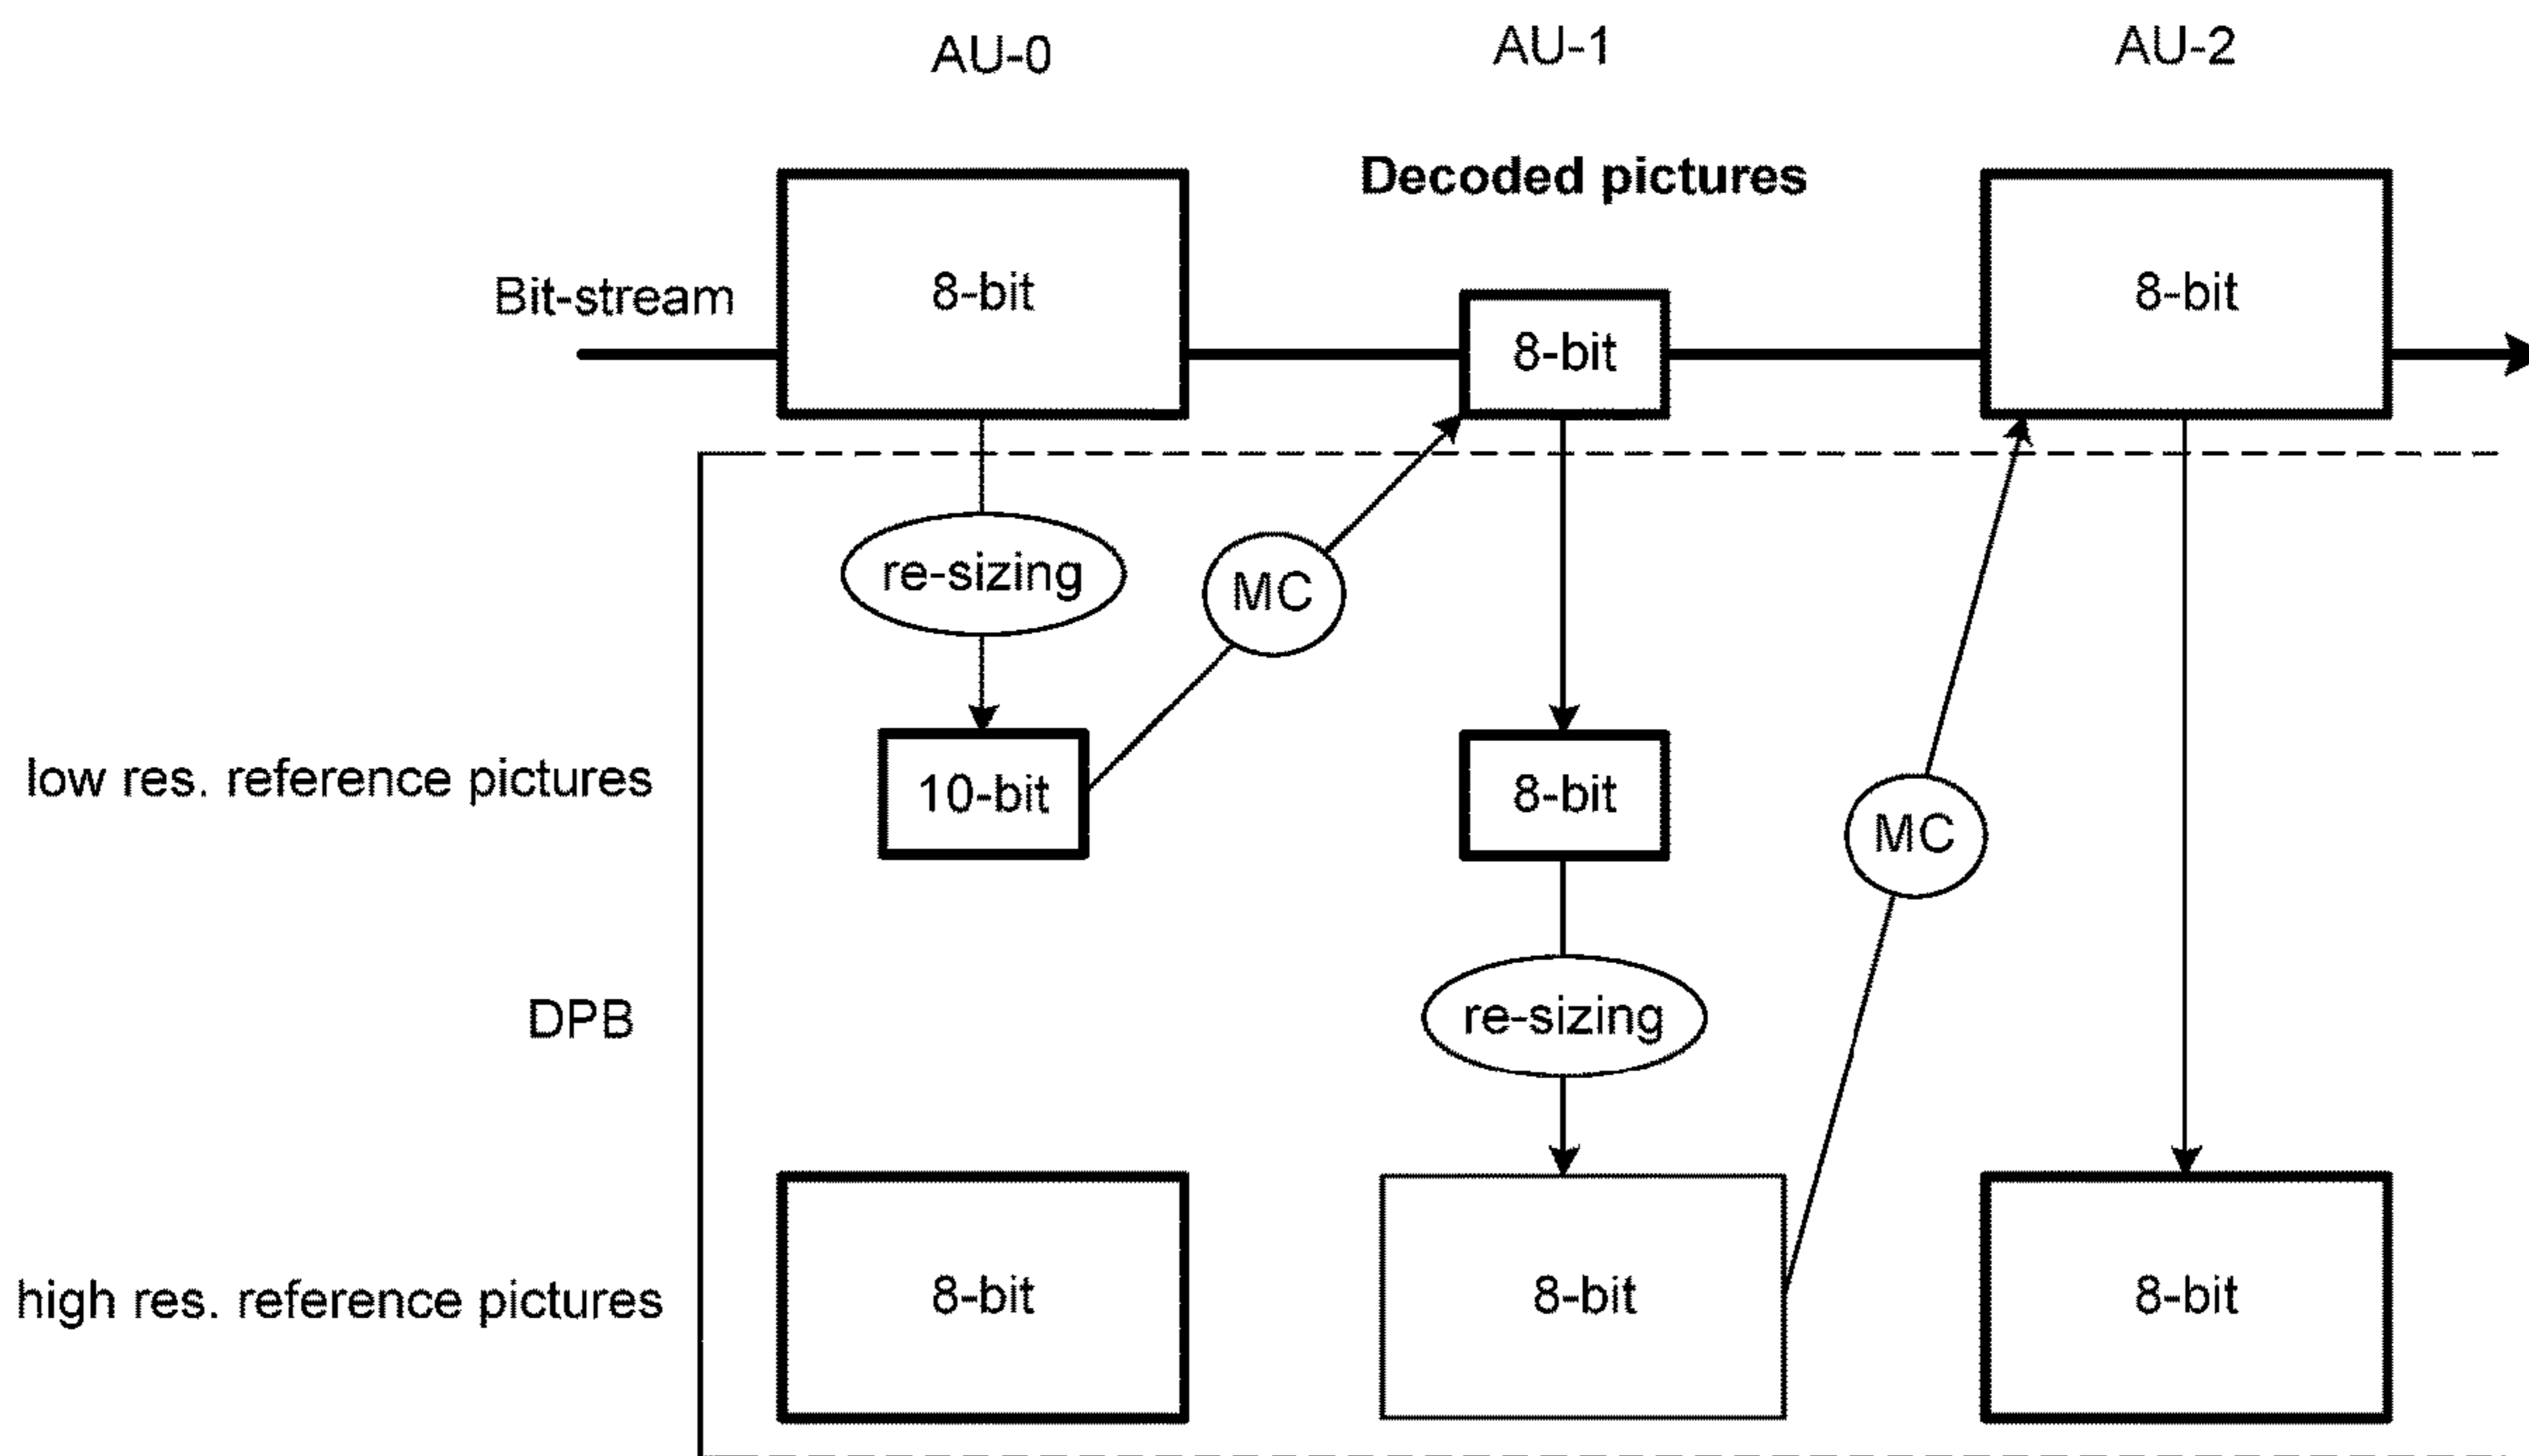 AU-0
AU-1
AU-2
Decoded pictures
Bit-stream
8-bit
8-bit
8-bit
re-sizing
MC
low res. reference pictures
10-bit
8-bit
MC
DPB
re-sizing
high res. reference pictures
8-bit
8-bit
8-bit